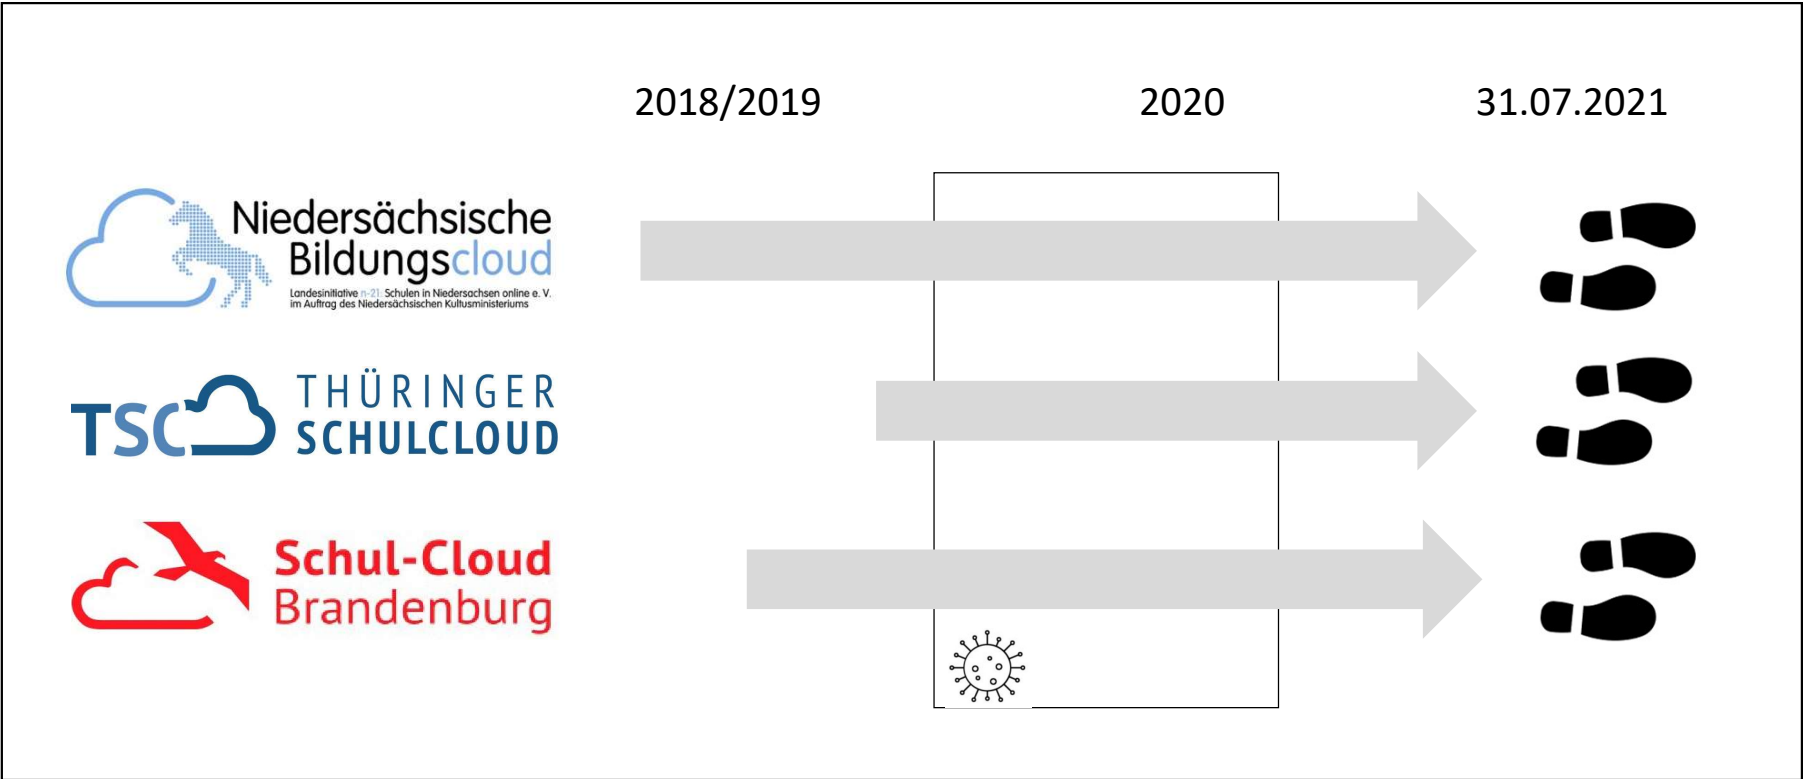 2018/2019 2020 31.07.2021
Niedersächsische
Bildungscloud
Landesinitiative n-21: Schulen in Niedersachsen online e. V.
im Auftrag des Niedersächsischen Kultusministeriums
TSC THÜRINGER
SCHULCLOUD
Schul-Cloud
Brandenburg